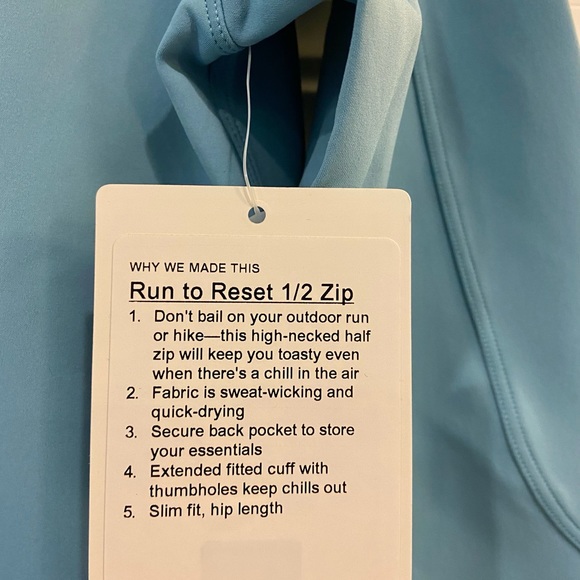 WHY WE MADE THIS
Run to Reset 1/2 Zip
1. Don't bail on your outdoor run
or hike—this high-necked half
zip will keep you toasty even
when there's a chill in the air
2. Fabric is sweat-wicking and
quick-drying
3. Secure back pocket to store
your essentials
4. Extended fitted cuff with
thumbholes keep chills out
5. Slim fit, hip length